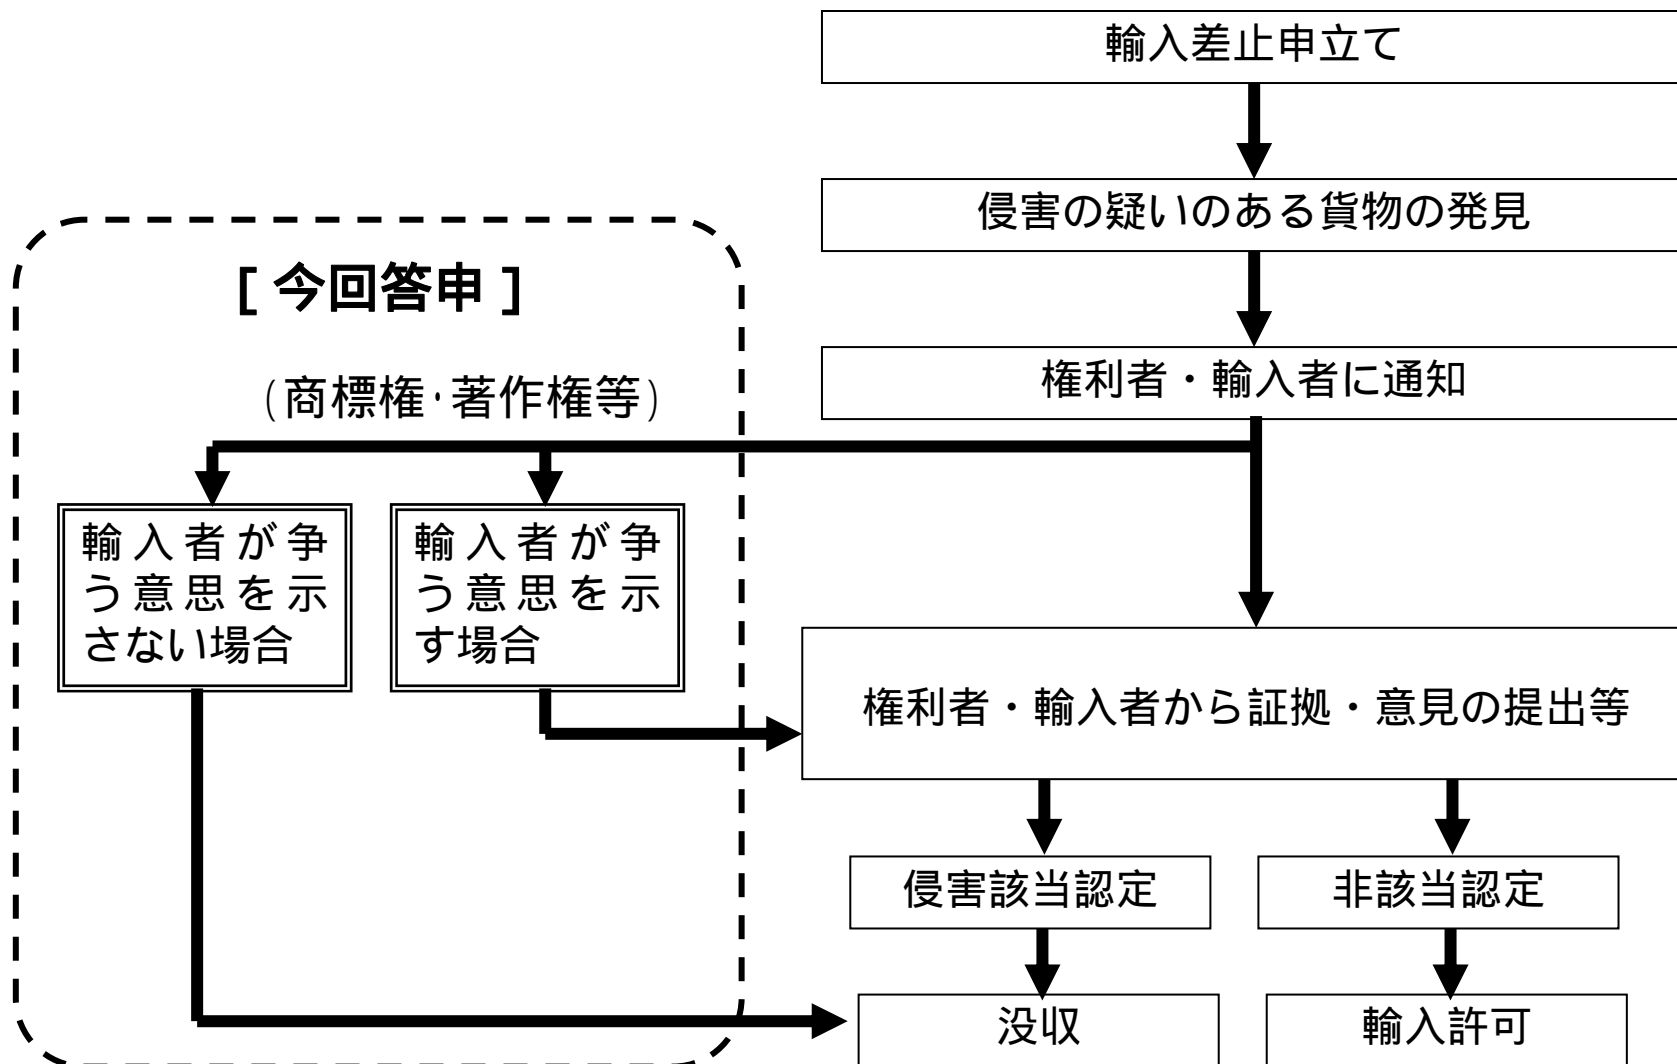 輸入差止申立て
侵害の疑いのある貨物の発見
[ 今回答申 ]
権利者・輸入者に通知
(商標権・著作権等)
輸入者が争
う意思を示
さない場合
輸入者が争
う意思を示
す場合
権利者・輸入者から証拠・意見の提出等
侵害該当認定
非該当認定
没収
輸入許可